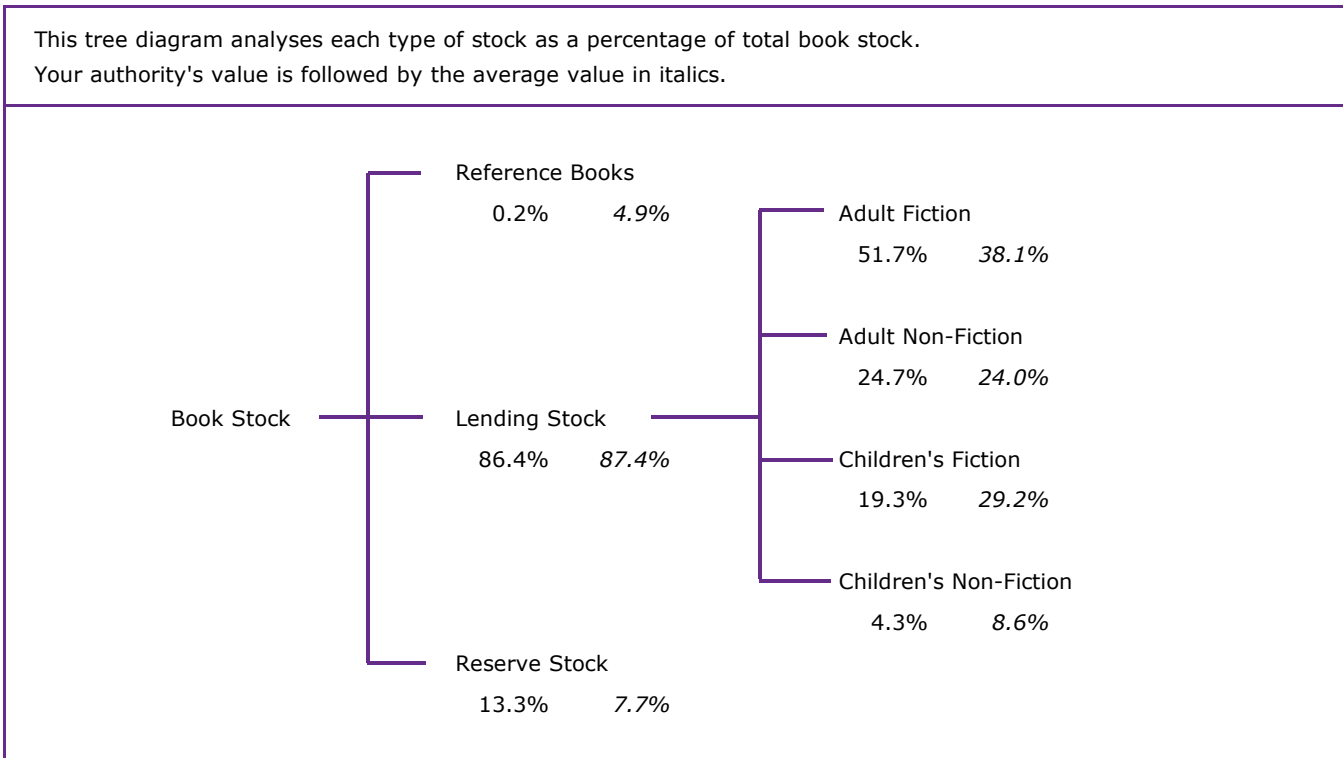 This tree diagram analyses each type of stock as a percentage of total book stock.
Your authority's value is followed by the average value in italics.
Reference Books
0.2% 4.9%
Adult Fiction
51.7% 38.1%
Adult Non-Fiction
24.7% 24.0%
Book Stock
Lending Stock
86.4% 87.4%
Children's Fiction
19.3% 29.2%
Children's Non-Fiction
4.3% 8.6%
Reserve Stock
13.3% 7.7%